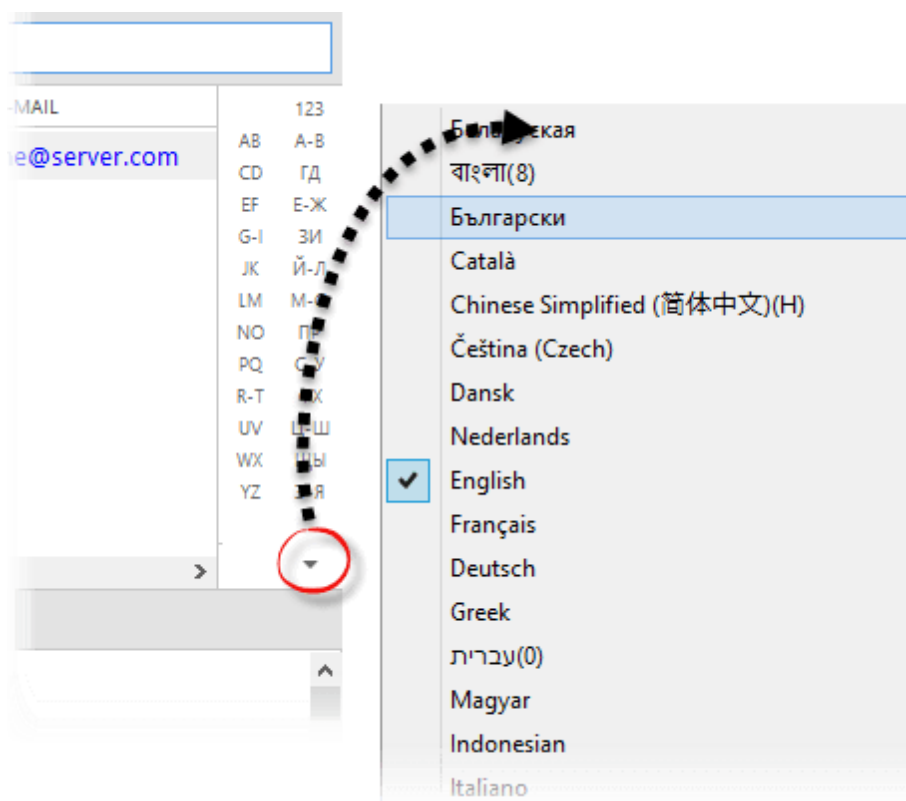 -MAIL
e@server.com
123
AB А-В
CD ГД
EF Е-Ж
G-I ЗИ
JK Й-Л
LM
NO ПР
PQ
R-T
UV Ц-Ш
WX ЩЫ
YZ
বাংলা(8)
Български
Català
Chinese Simplified (简体中文)(H)
Čeština (Czech)
Dansk
Nederlands
English
Français
Deutsch
Greek
עברית(0)
Magyar
Indonesian
Italiano